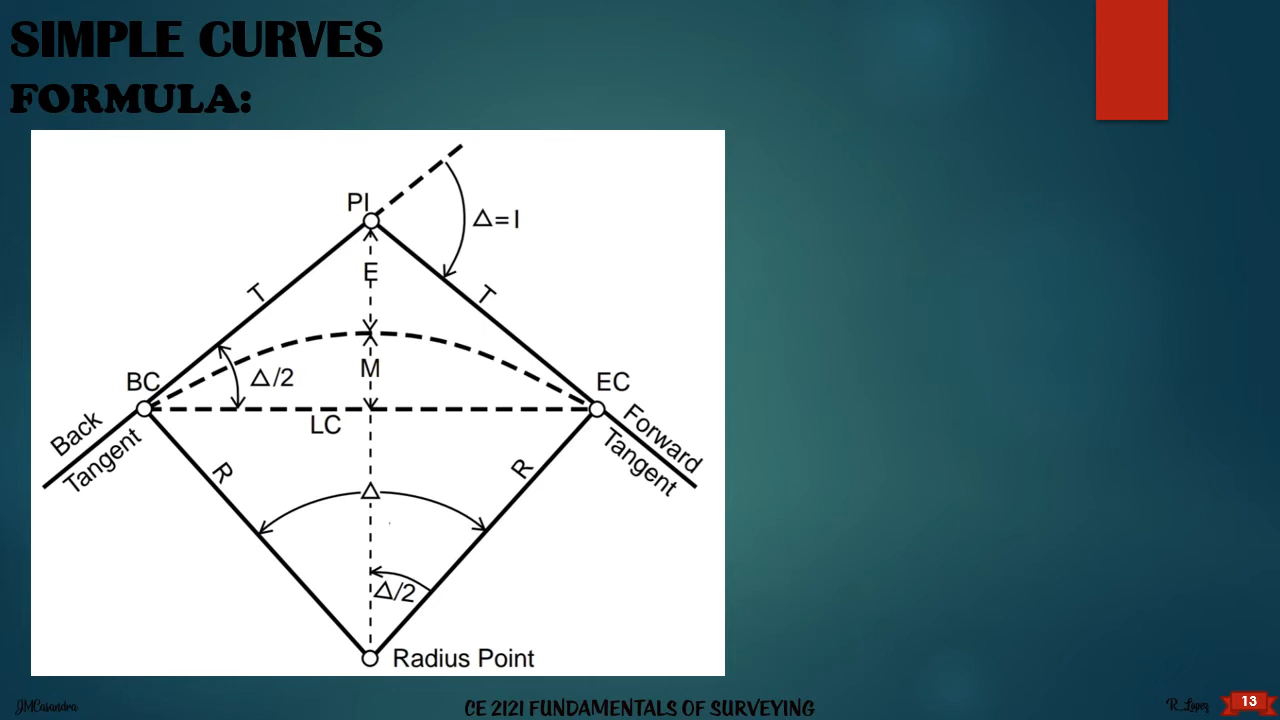 SIMPLE CURVES
FORMULA:
PI
Δ=I
E
T
T
M
BC
Δ/2
EC
LC
Back
Tangent
Forward
Tangent
R
R
Δ
Δ/2
Radius Point
JMCasandra
CE 2121 FUNDAMENTALS OF SURVEYING
R_Lopez
13